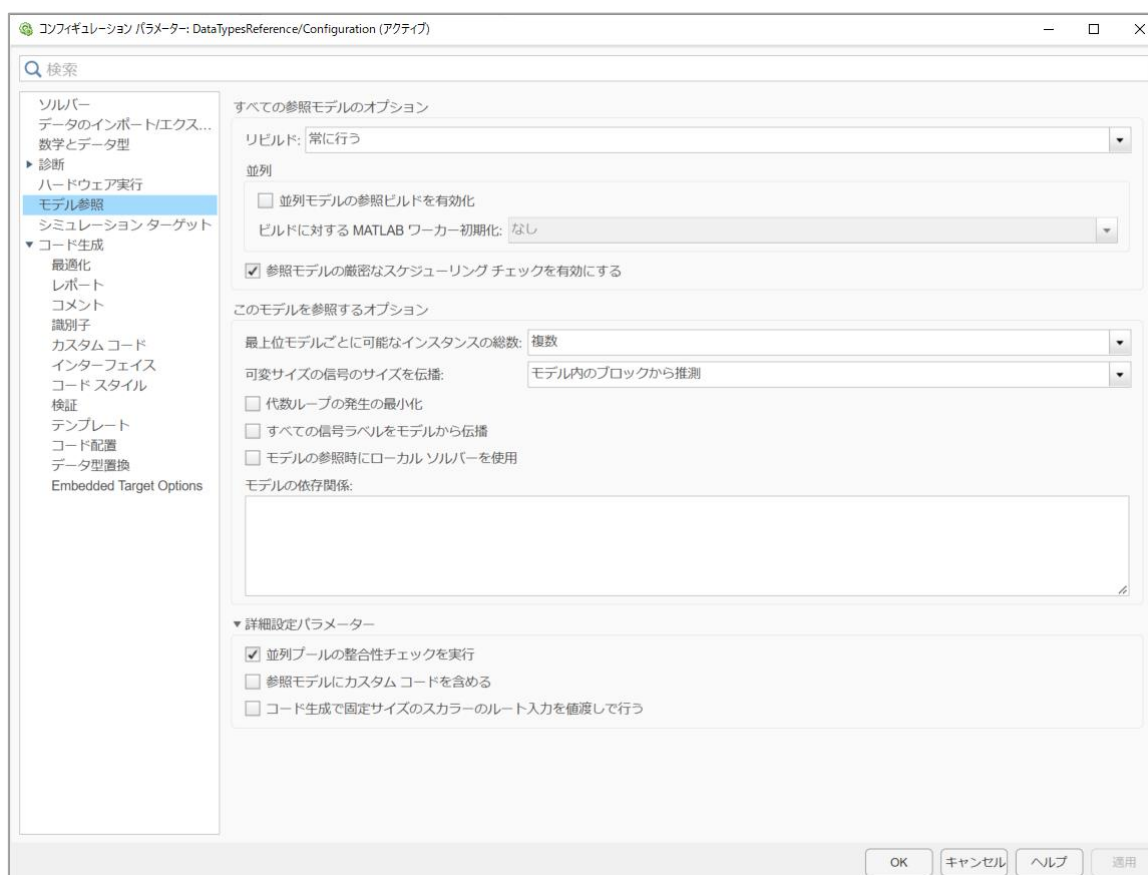 コンフィギュレーション パラメーター: DataTypesReference/Configuration (アクティブ)
検索
ソルバー
データのインポート/エクス...
数学とデータ型
診断
ハードウェア実行
モデル参照
シミュレーション ターゲット
コード生成
最適化
レポート
コメント
識別子
カスタム コード
インターフェイス
コード スタイル
検証
テンプレート
コード配置
データ型置換
Embedded Target Options
すべての参照モデルのオプション
リビルド: 常に行う
並列
並列モデルの参照ビルドを有効化
ビルドに対する MATLAB ワーカー初期化: なし
参照モデルの厳密なスケジューリング チェックを有効にする
このモデルを参照するオプション
最上位モデルごとに可能なインスタンスの総数: 複数
可変サイズの信号のサイズを伝播: モデル内のブロックから推測
代数ループの発生の最小化
すべての信号ラベルをモデルから伝播
モデルの参照時にローカル ソルバーを使用
モデルの依存関係:
詳細設定パラメーター
並列プールの整合性チェックを実行
参照モデルにカスタム コードを含める
コード生成で固定サイズのスカラーのルート入力を値渡しで行う
OK キャンセル ヘルプ 適用